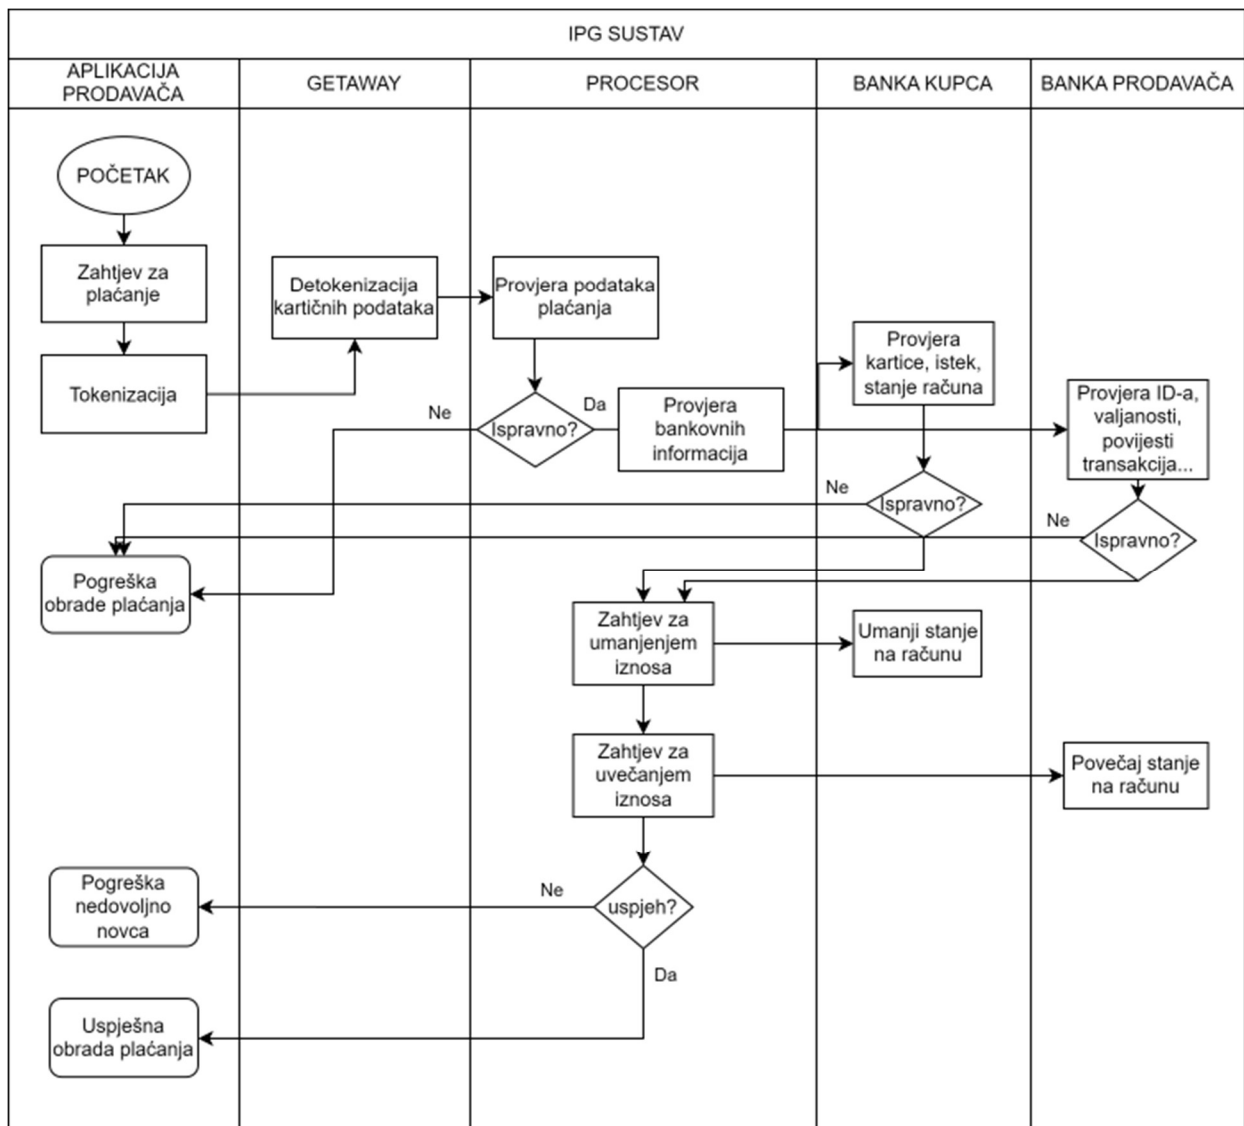 IPG SUSTAV
APLIKACIJA
PRODAVAČA
GETAWAY
PROCESOR
BANKA KUPCA
BANKA PRODAVAČA
POČETAK
Zahtjev za
plaćanje
Tokenizacija
Detokenizacija
kartičnih podataka
Provjera podataka
plaćanja
Ne
Ispravno?
Da
Provjera
bankovnih
informacija
Provjera
kartice, istek,
stanje računa
Provjera ID-a,
valjanosti,
povijesti
transakcija...
Ne
Ispravno?
Ne
Ispravno?
Pogreška
obrade plaćanja
Zahtjev za
umanjenjem
iznosa
Umanji stanje
na računu
Zahtjev za
uvečanjem
iznosa
Povečaj stanje
na računu
Pogreška
nedovoljno
novca
Ne
uspjeh?
Da
Uspješna
obrada plaćanja